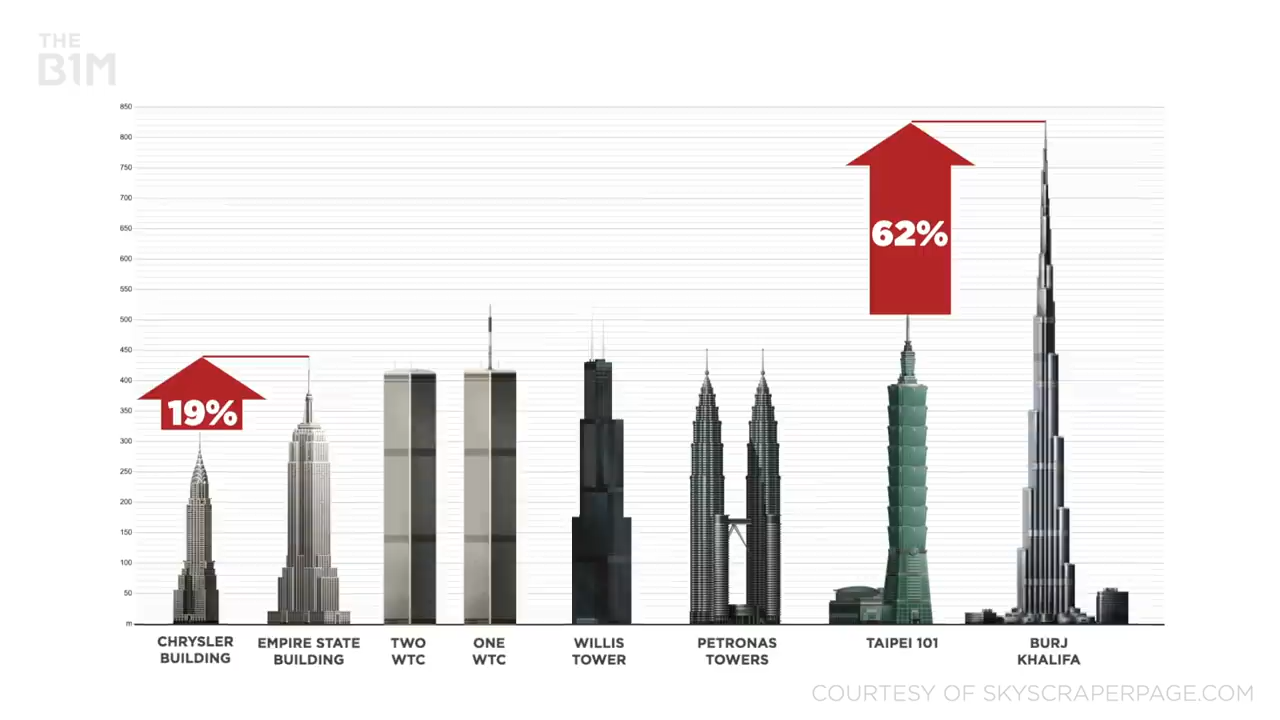 THE
B1M
850
800
750
700
650
600
550
500
450
400
350
300
250
200
150
100
50
m
19%
62%
CHRYSLER
BUILDING
EMPIRE STATE
BUILDING
TWO
WTC
ONE
WTC
WILLIS
TOWER
PETRONAS
TOWERS
TAIPEI 101
BURJ
KHALIFA
COURTESY OF SKYSCRAPERPAGE.COM